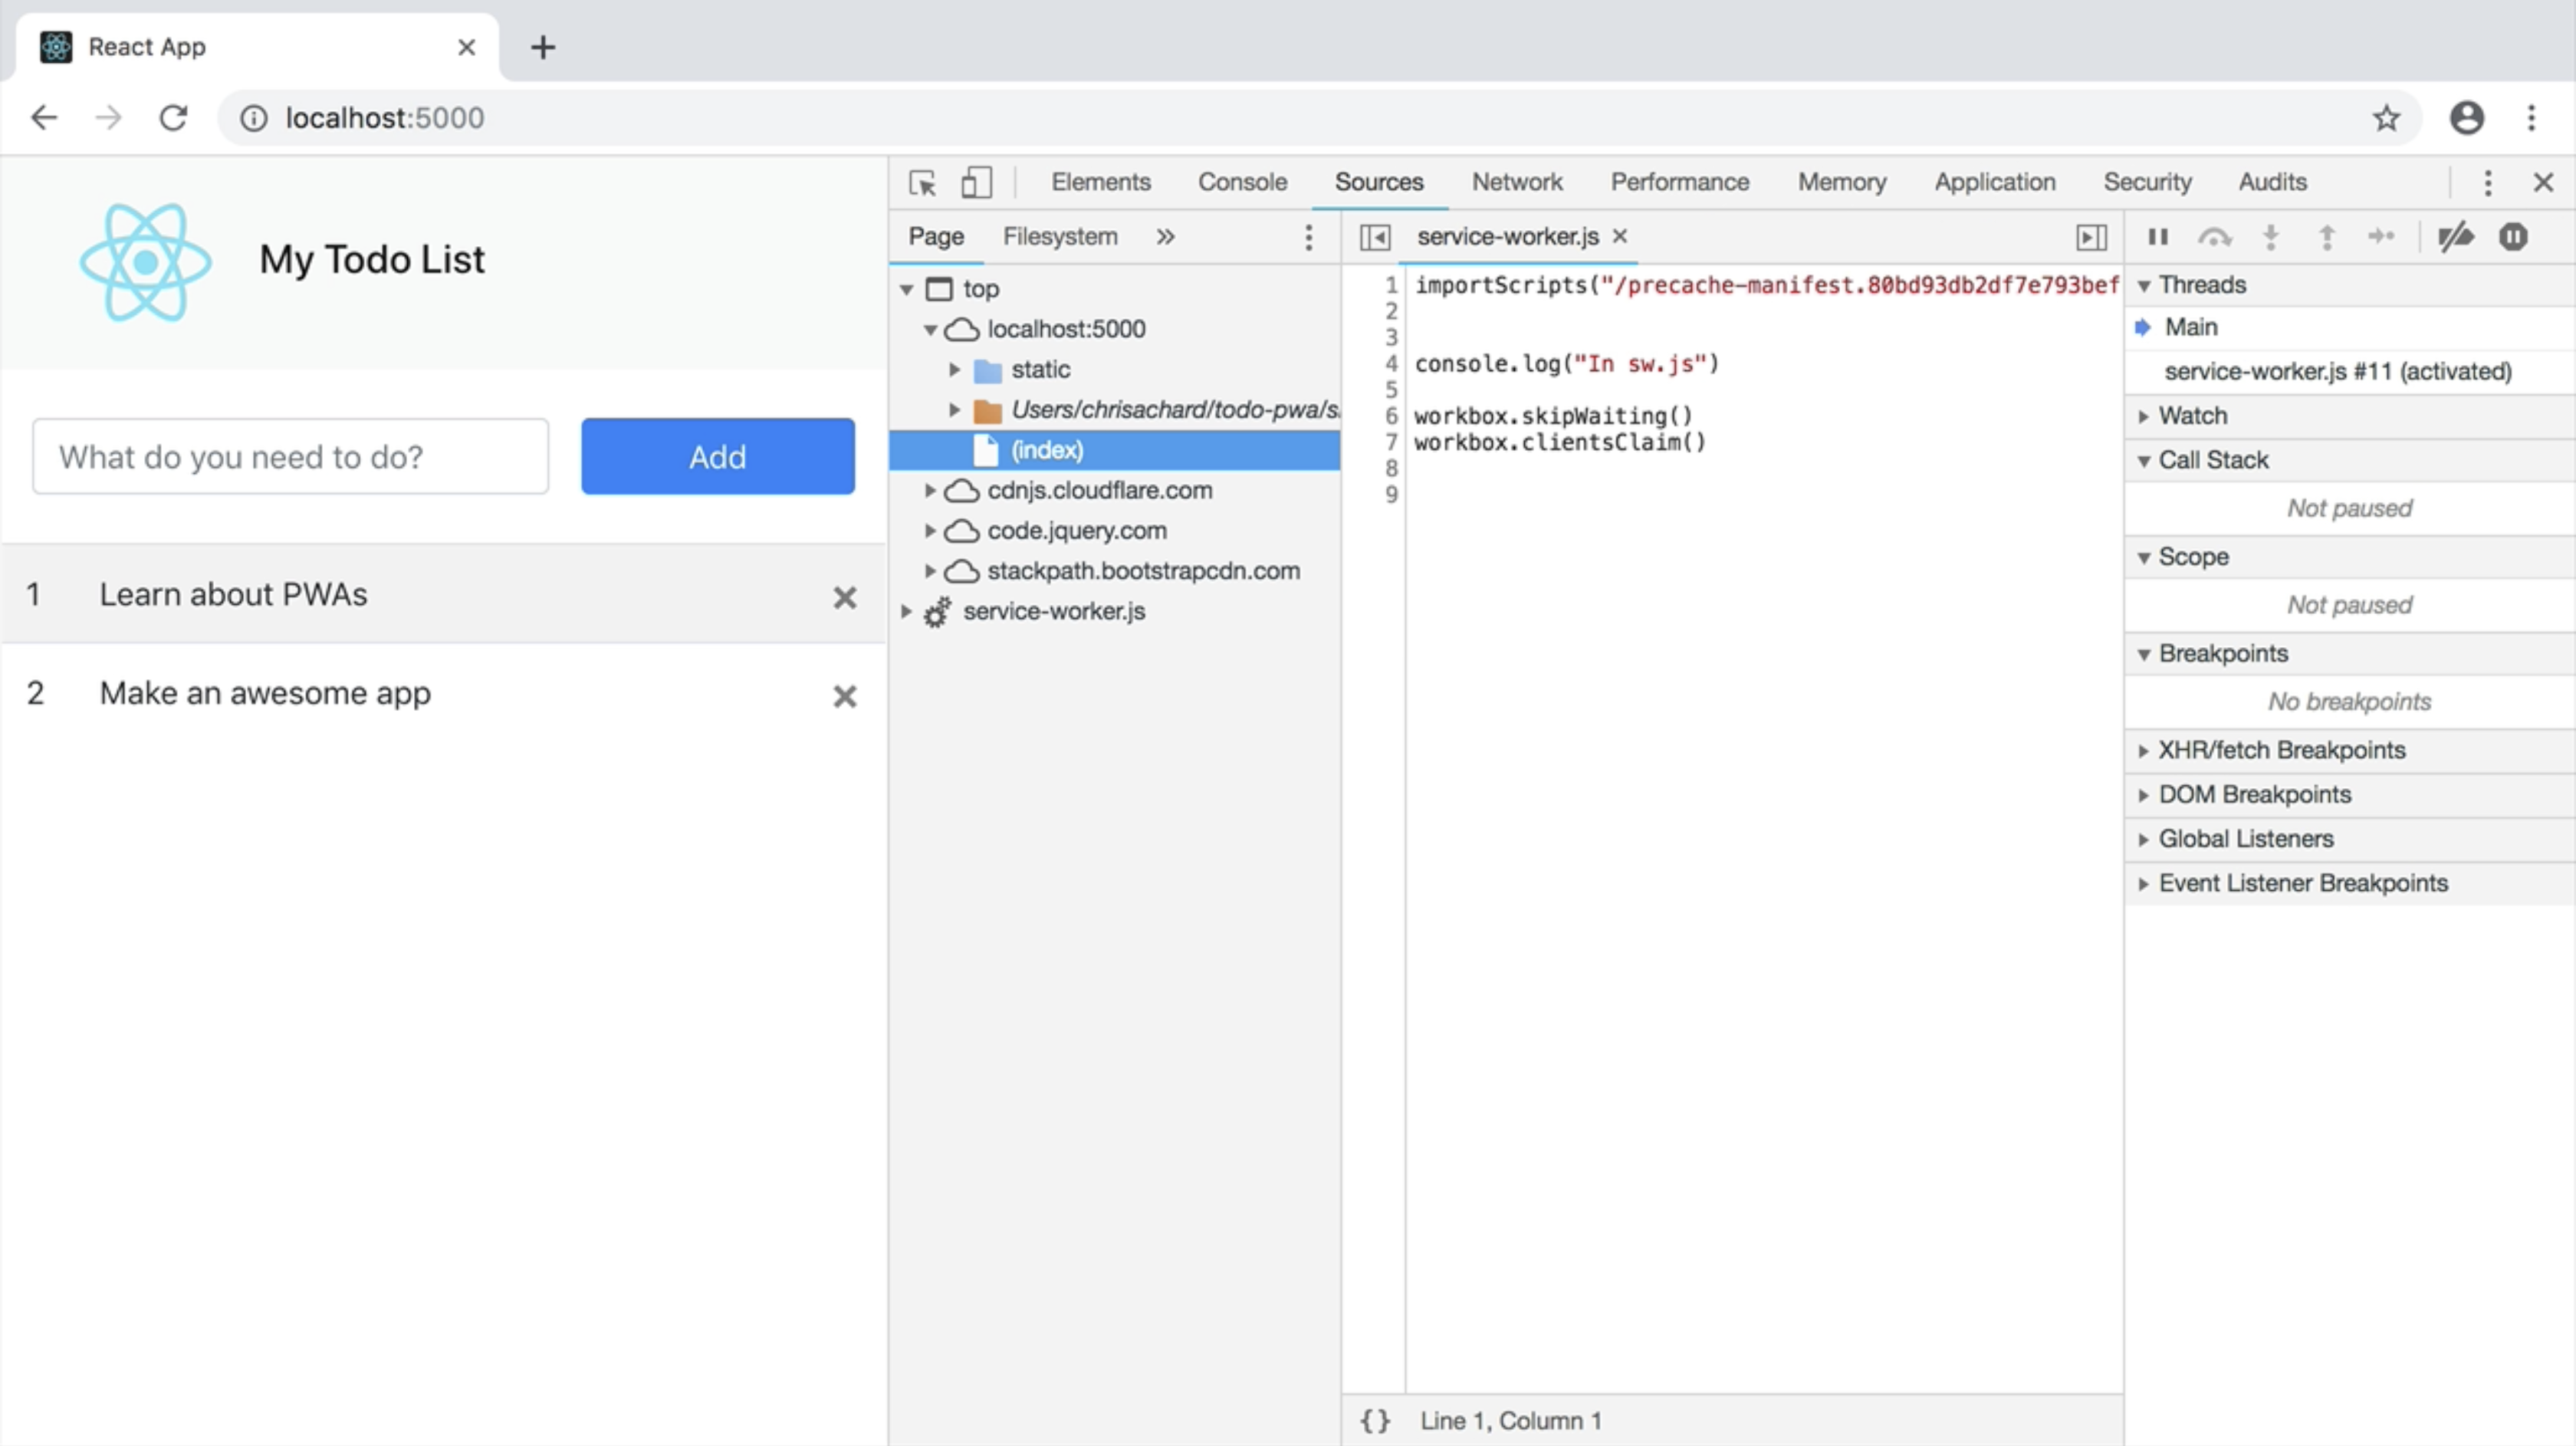 React App
localhost:5000
My Todo List
What do you need to do?
Add
1 Learn about PWAs
2 Make an awesome app
Elements Console Sources Network Performance Memory Application Security Audits
Page Filesystem
top
localhost:5000
static
Users/chrisachard/todo-pwa/s
(index)
cdnjs.cloudflare.com
code.jquery.com
stackpath.bootstrapcdn.com
service-worker.js
service-worker.js
1 importScripts("/precache-manifest.80bd93db2df7e793bef
2
3
4 console.log("In sw.js")
5
6 workbox.skipWaiting()
7 workbox.clientsClaim()
8
9
{} Line 1, Column 1
Threads
Main
service-worker.js #11 (activated)
Watch
Call Stack
Not paused
Scope
Not paused
Breakpoints
No breakpoints
XHR/fetch Breakpoints
DOM Breakpoints
Global Listeners
Event Listener Breakpoints